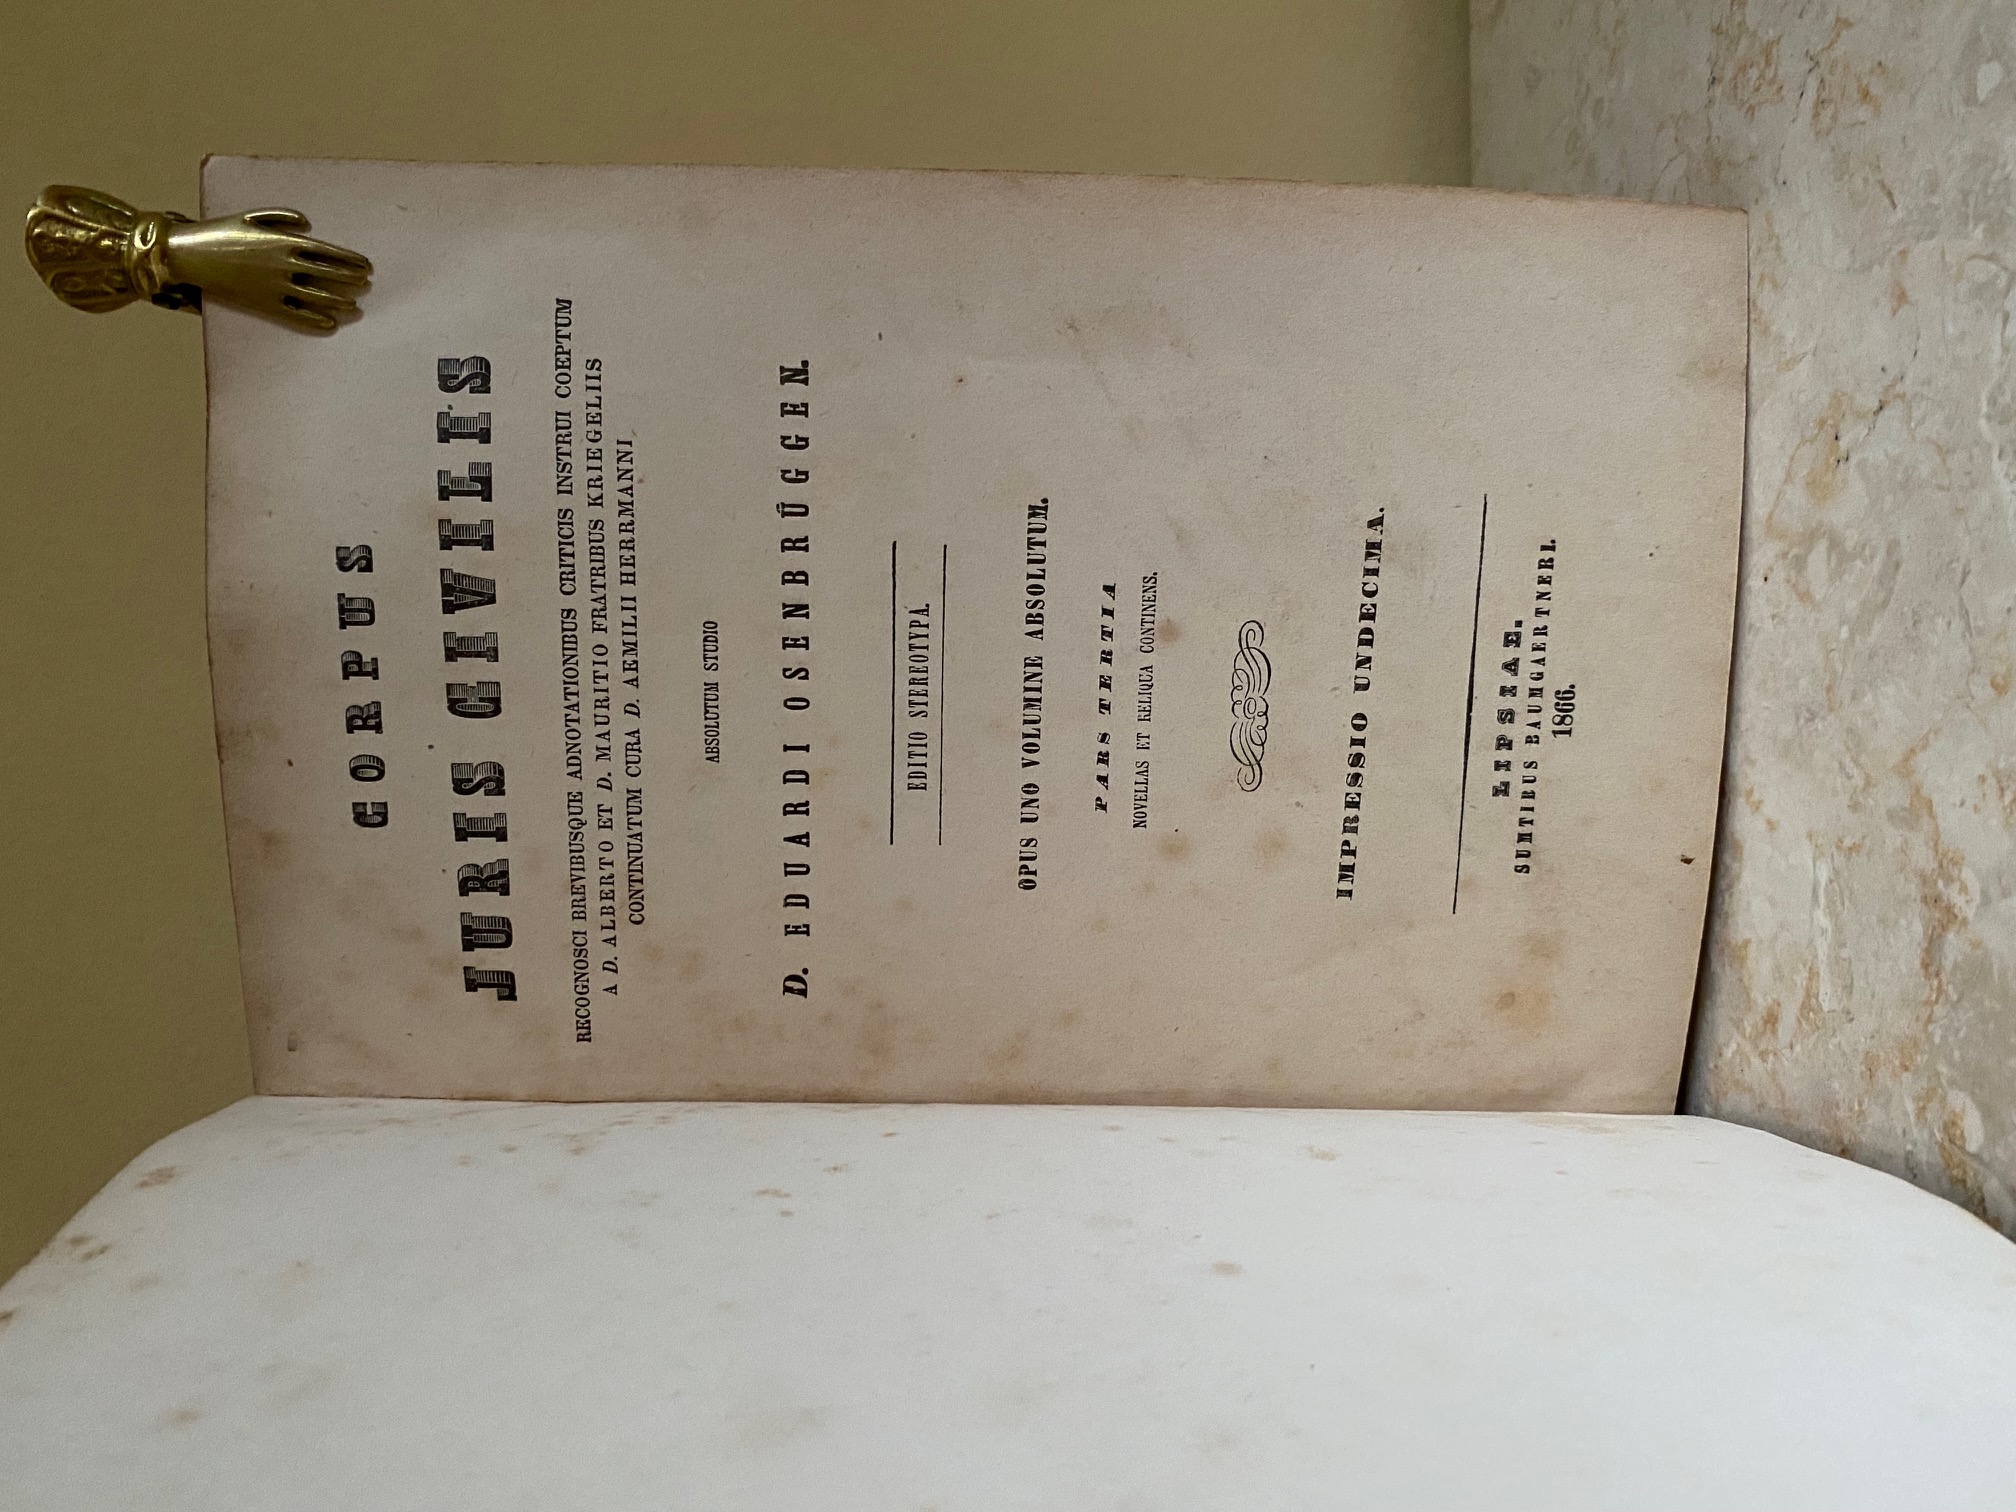 CORPUS
JURIS CIVILIS
RECOGNOSCI BREVIBUSQUE ADNOTATIONIBUS CRITICIS INSTRUI COEPTUM
A D. ALBERTO ET D. MAURITIO FRATRIBUS KRIEGELIIS
CONTINUATUM CURA D. AEMILII HERRMANNI
ABSOLUTUM STUDIO
D. EDUARDI OSENBRÜGGEN.
EDITIO STEREOTYPA.
OPUS UNO VOLUMINE ABSOLUTUM.
PARS TERTIA
NOVELLAS ET RELIQUA CONTINENS.
IMPRESSIO UNDECIMA.
LIPSIAE.
SUMTIBUS BAUMGAERTNERI.
1866.